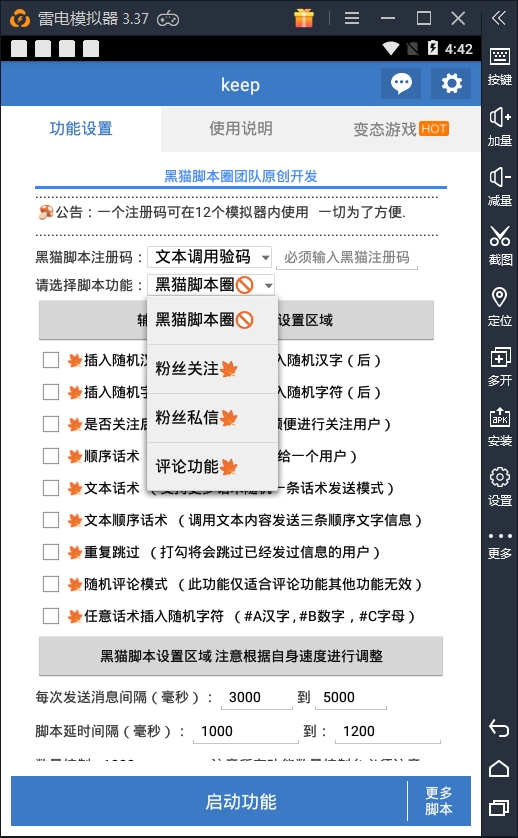 雷电模拟器 3.37
4:42
keep
功能设置 使用说明 变态游戏 HOT
黑猫脚本圈团队原创开发
公告：一个注册码可在12个模拟器内使用 一切为了方便.
黑猫脚本注册码： 文本调用验码 必须输入黑猫注册码
请选择脚本功能： 黑猫脚本圈
黑猫脚本圈
粉丝关注
粉丝私信
评论功能
设置区域
插入随机汉 入随机汉字（后）
插入随机字 入随机字符（后）
是否关注后 便进行关注用户）
顺序话术 给一个用户）
文本话术 一条话术发送模式）
文本顺序话术 （调用文本内容发送三条顺序文字信息）
重复跳过 （打勾将会跳过已经发过信息的用户）
随机评论模式 （此功能仅适合评论功能其他功能无效）
任意话术插入随机字符 （#A汉字,#B数字，#C字母）
黑猫脚本设置区域 注意根据自身速度进行调整
每次发送消息间隔（毫秒）： 3000 到 5000
脚本延时间隔（毫秒）： 1000 到： 1200
启动功能
更多
脚本
按键
加量
减量
截图
定位
多开
安装
设置
更多